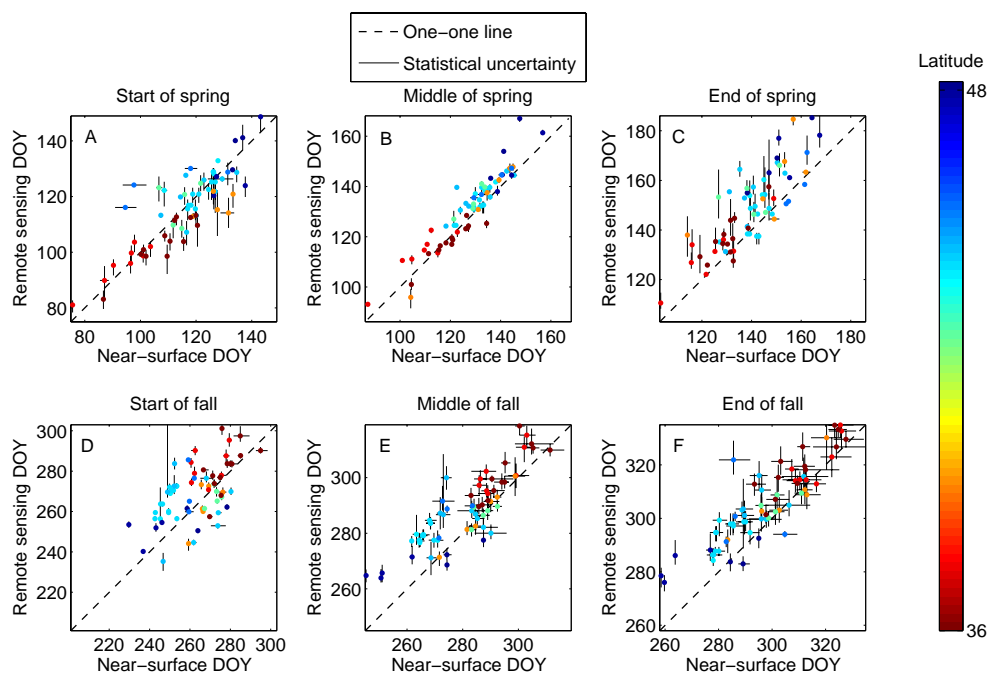 One−one line
Statistical uncertainty
Latitude
48
36
Start of spring
Middle of spring
End of spring
A
B
C
Remote sensing DOY
140
120
100
80
80 100 120 140
Near−surface DOY
Remote sensing DOY
160
140
120
100
100 120 140 160
Near−surface DOY
Remote sensing DOY
180
160
140
120
120 140 160 180
Near−surface DOY
Start of fall
Middle of fall
End of fall
D
E
F
Remote sensing DOY
300
280
260
240
220
220 240 260 280 300
Near−surface DOY
Remote sensing DOY
300
280
260
260 280 300
Near−surface DOY
Remote sensing DOY
320
300
280
260
260 280 300 320
Near−surface DOY